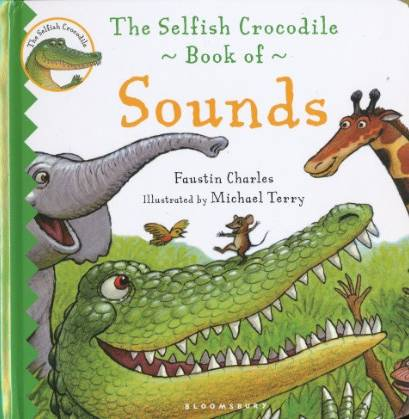 The Selfish Crocodile
The Selfish Crocodile
~ Book of ~
Sounds
Faustin Charles
Illustrated by Michael Terry
BLOOMSBURY